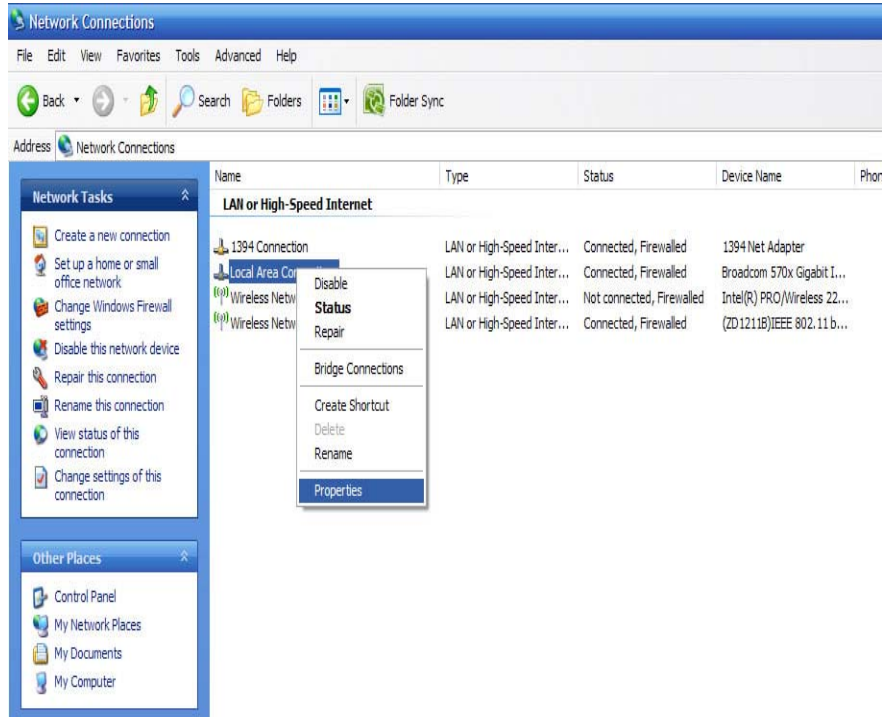 Network Connections
File Edit View Favorites Tools Advanced Help
Back Search Folders Folder Sync
Address Network Connections
Network Tasks
Create a new connection
Set up a home or small
office network
Change Windows Firewall
settings
Disable this network device
Repair this connection
Rename this connection
View status of this
connection
Change settings of this
connection
Other Places
Control Panel
My Network Places
My Documents
My Computer
Name Type Status Device Name Phon
LAN or High-Speed Internet
1394 Connection LAN or High-Speed Inter... Connected, Firewalled 1394 Net Adapter
Local Area LAN or High-Speed Inter... Connected, Firewalled Broadcom 570x Gigabit I...
Wireless Netw LAN or High-Speed Inter... Not connected, Firewalled Intel(R) PRO/Wireless 22...
Wireless Netw LAN or High-Speed Inter... Connected, Firewalled (ZD1211B)IEEE 802.11 b...
Disable
Status
Repair
Bridge Connections
Create Shortcut
Delete
Rename
Properties